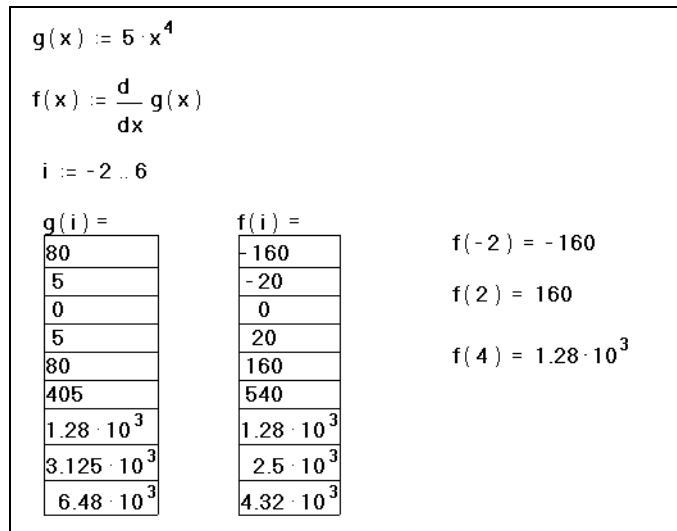 g(x) := 5·x⁴
f(x) := d/dx g(x)
i := -2 .. 6
g(i) =
80
5
0
5
80
405
1.28·10³
3.125·10³
6.48·10³
f(i) =
-160
-20
0
20
160
540
1.28·10³
2.5·10³
4.32·10³
f(-2) = -160
f(2) = 160
f(4) = 1.28·10³